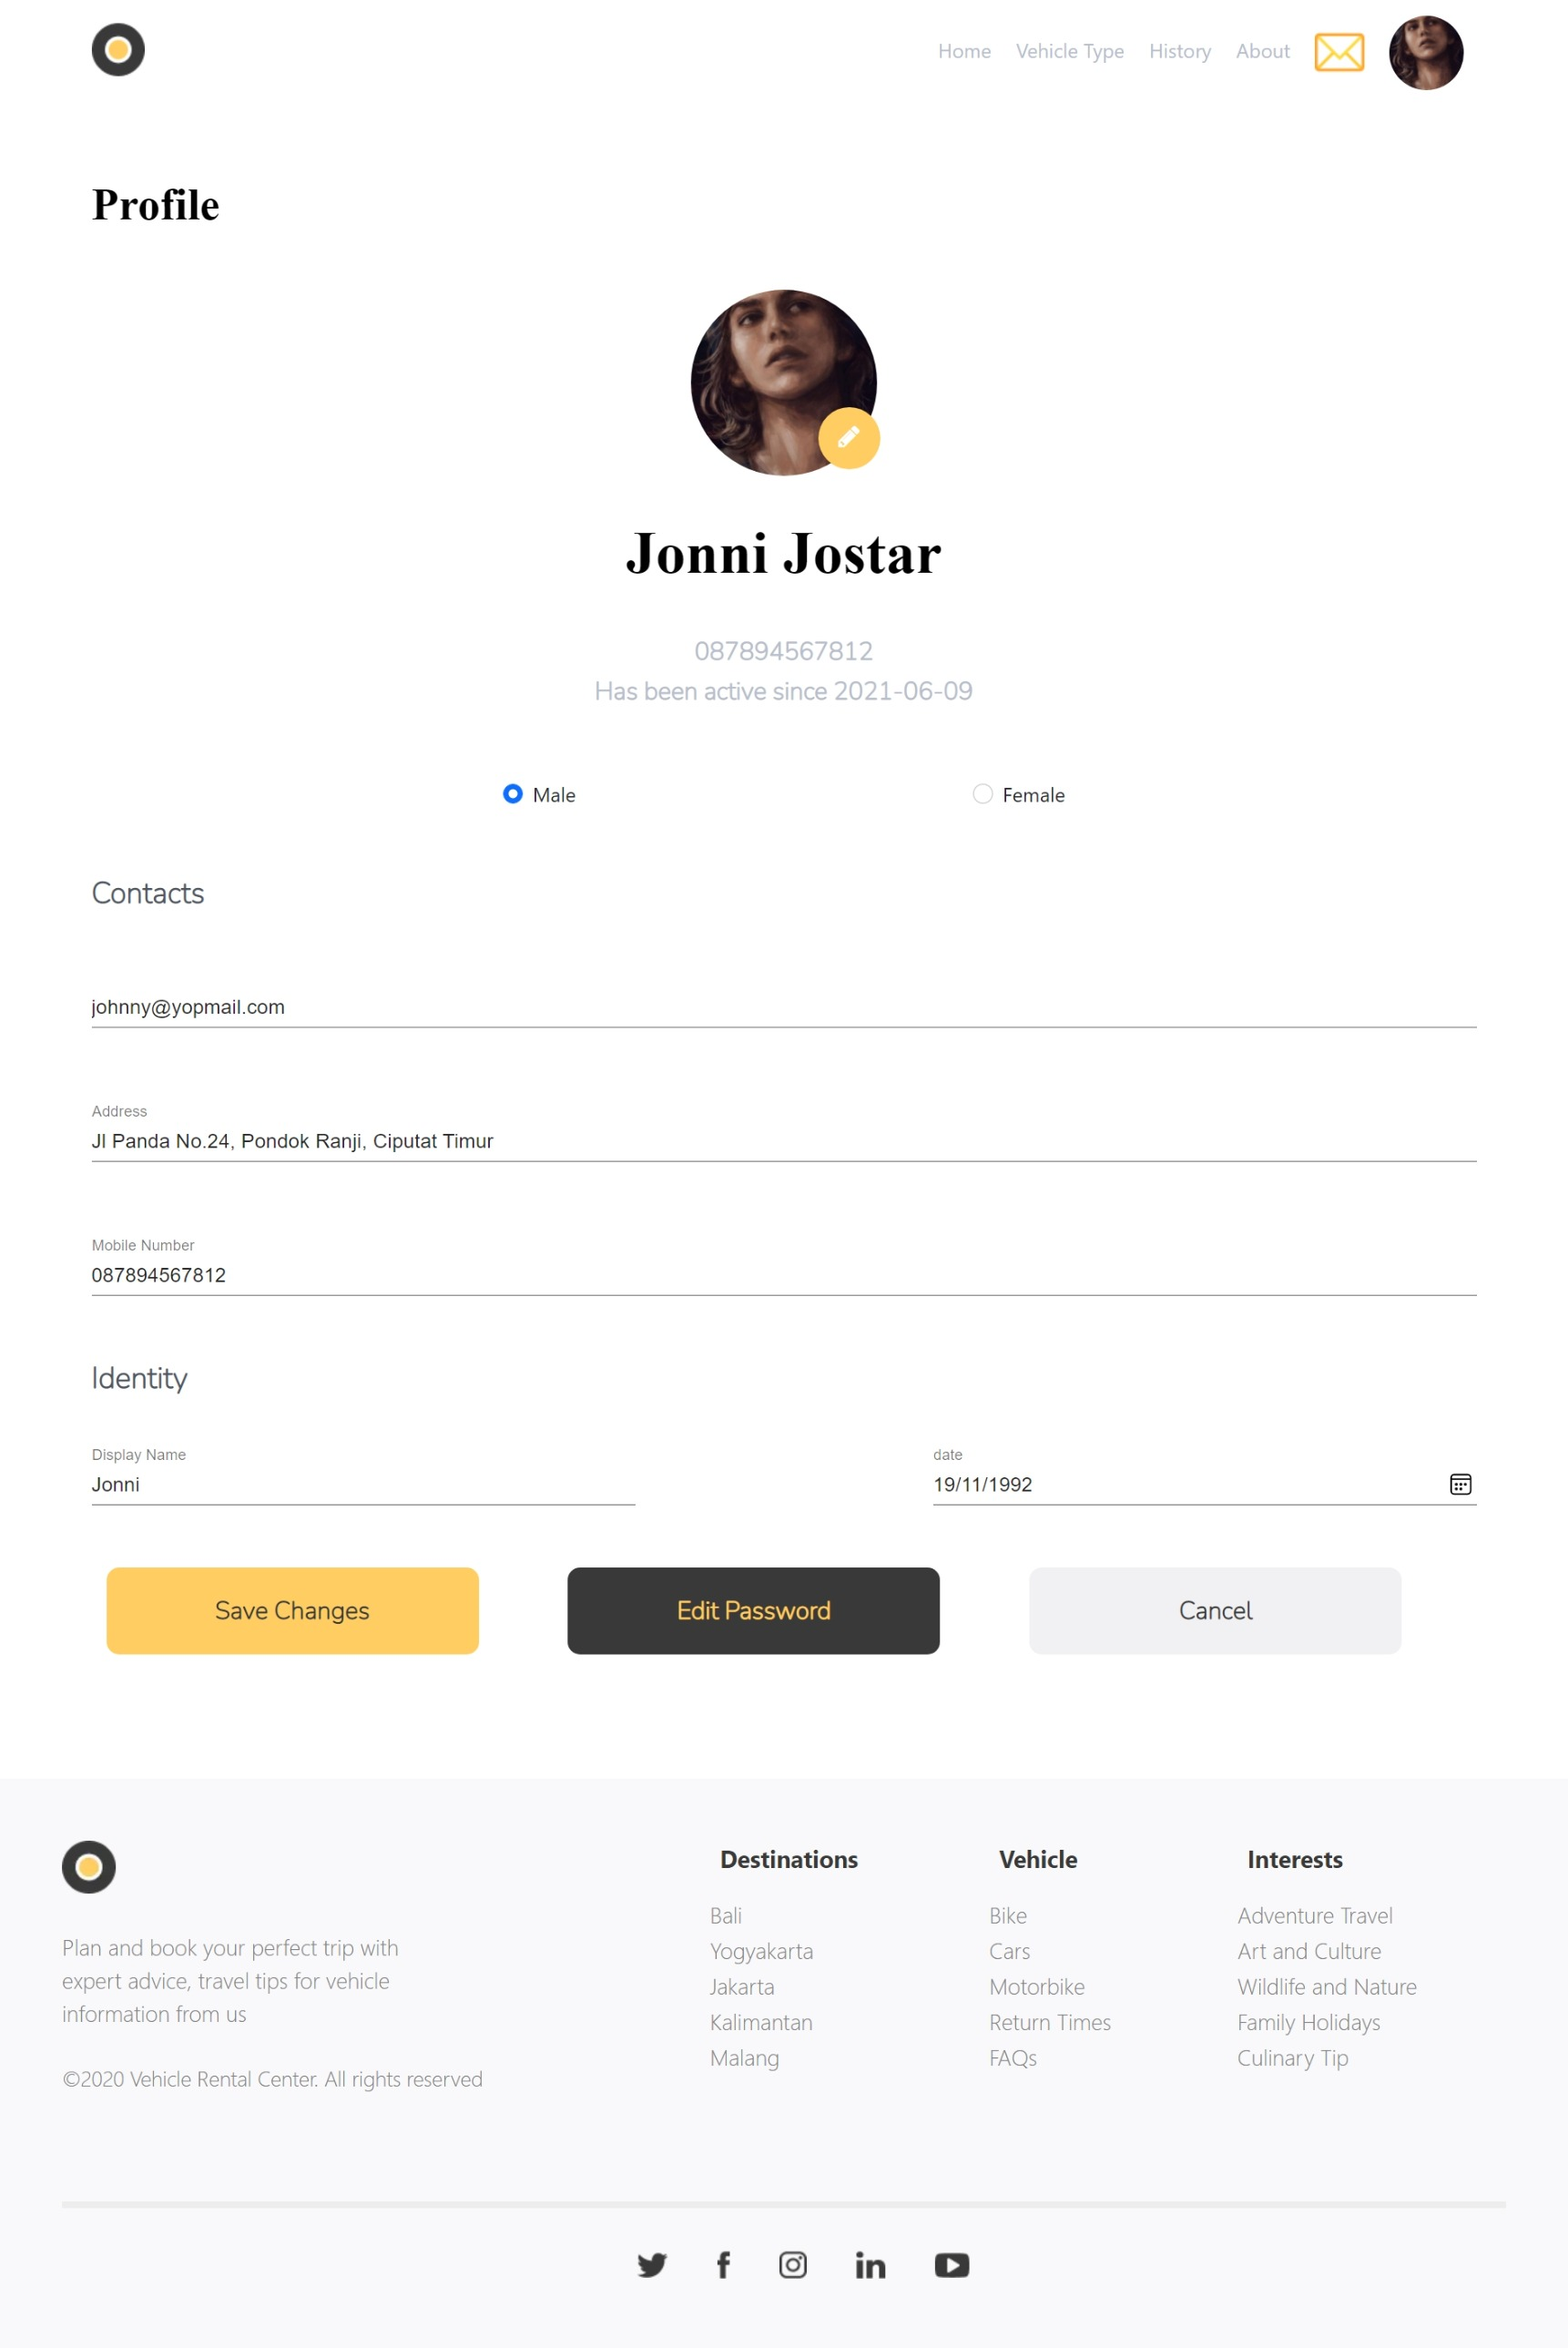 Home Vehicle Type History About
Profile
Jonni Jostar
087894567812
Has been active since 2021-06-09
Male Female
Contacts
johnny@yopmail.com
Address
Jl Panda No.24, Pondok Ranji, Ciputat Timur
Mobile Number
087894567812
Identity
Display Name
Jonni
date
19/11/1992
Save Changes Edit Password Cancel
Plan and book your perfect trip with
expert advice, travel tips for vehicle
information from us
©2020 Vehicle Rental Center. All rights reserved
Destinations
Bali
Yogyakarta
Jakarta
Kalimantan
Malang
Vehicle
Bike
Cars
Motorbike
Return Times
FAQs
Interests
Adventure Travel
Art and Culture
Wildlife and Nature
Family Holidays
Culinary Tip